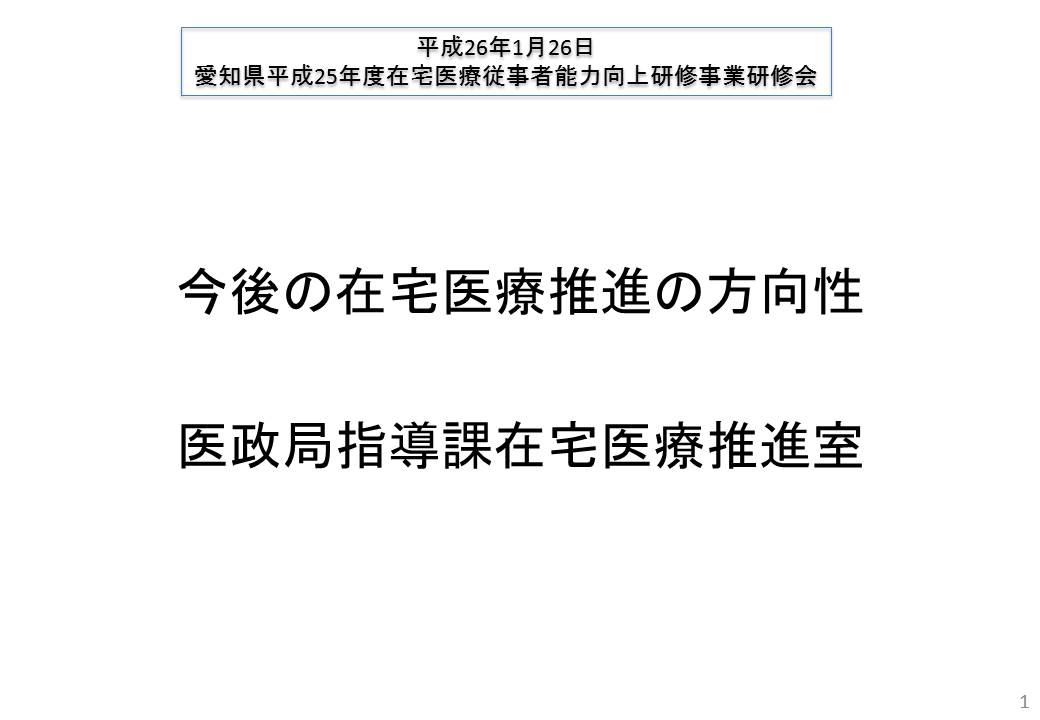 平成26年1月26日
愛知県平成25年度在宅医療従事者能力向上研修事業研修会
今後の在宅医療推進の方向性
医政局指導課在宅医療推進室
1